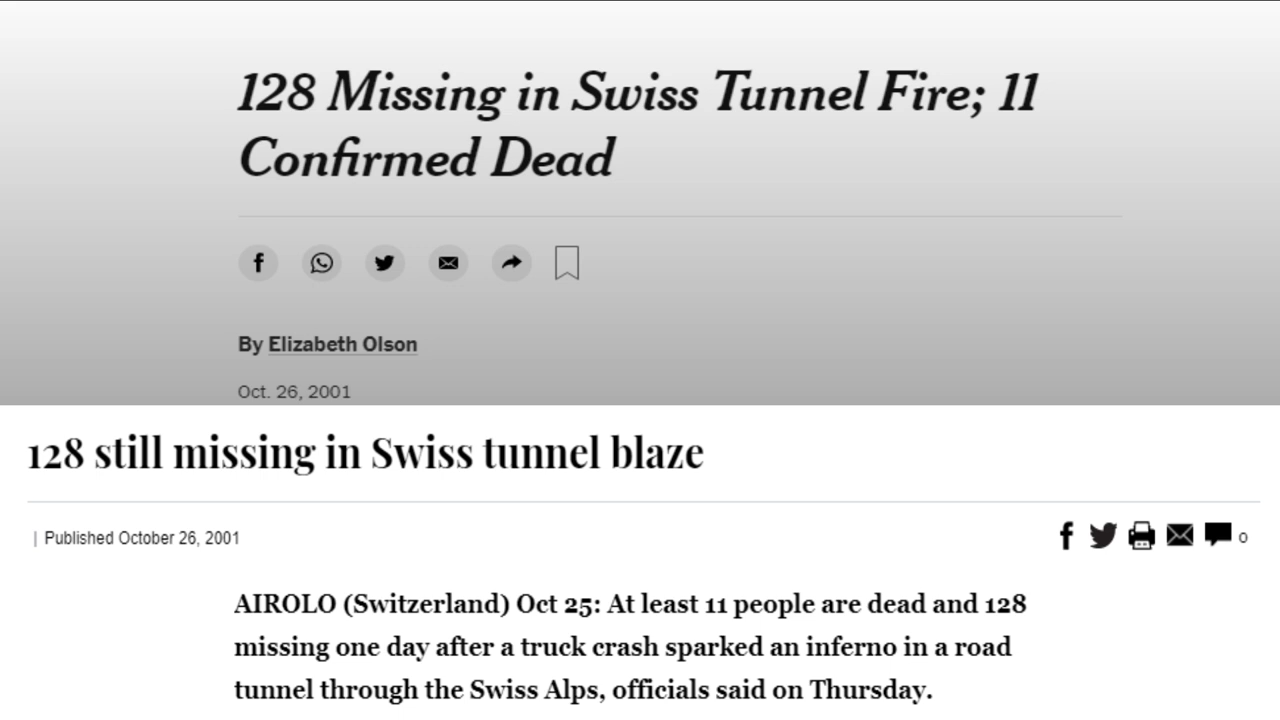 128 Missing in Swiss Tunnel Fire; 11
Confirmed Dead
By Elizabeth Olson
Oct. 26, 2001
128 still missing in Swiss tunnel blaze
| Published October 26, 2001
0
AIROLO (Switzerland) Oct 25: At least 11 people are dead and 128
missing one day after a truck crash sparked an inferno in a road
tunnel through the Swiss Alps, officials said on Thursday.